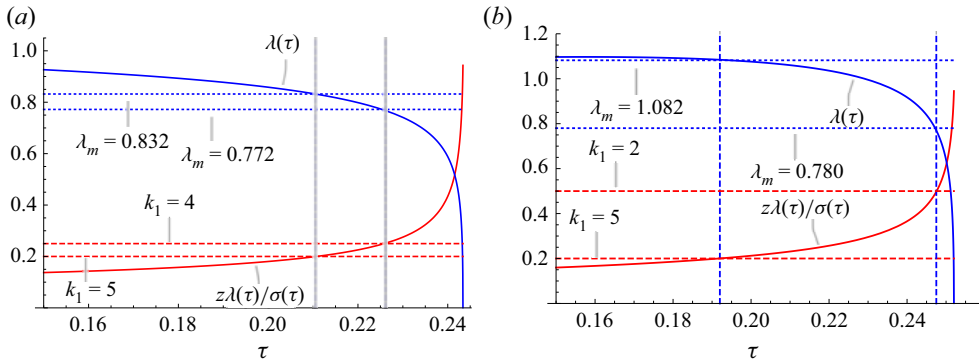 (a)
1.0
0.8
0.6
0.4
0.2
λ(τ)
λm = 0.832
λm = 0.772
k1 = 4
k1 = 5
zλ(τ)/σ(τ)
0.16 0.18 0.20 0.22 0.24
τ
(b)
1.2
1.0
0.8
0.6
0.4
0.2
λm = 1.082
λ(τ)
k1 = 2
λm = 0.780
k1 = 5
zλ(τ)/σ(τ)
0.16 0.18 0.20 0.22 0.24
τ